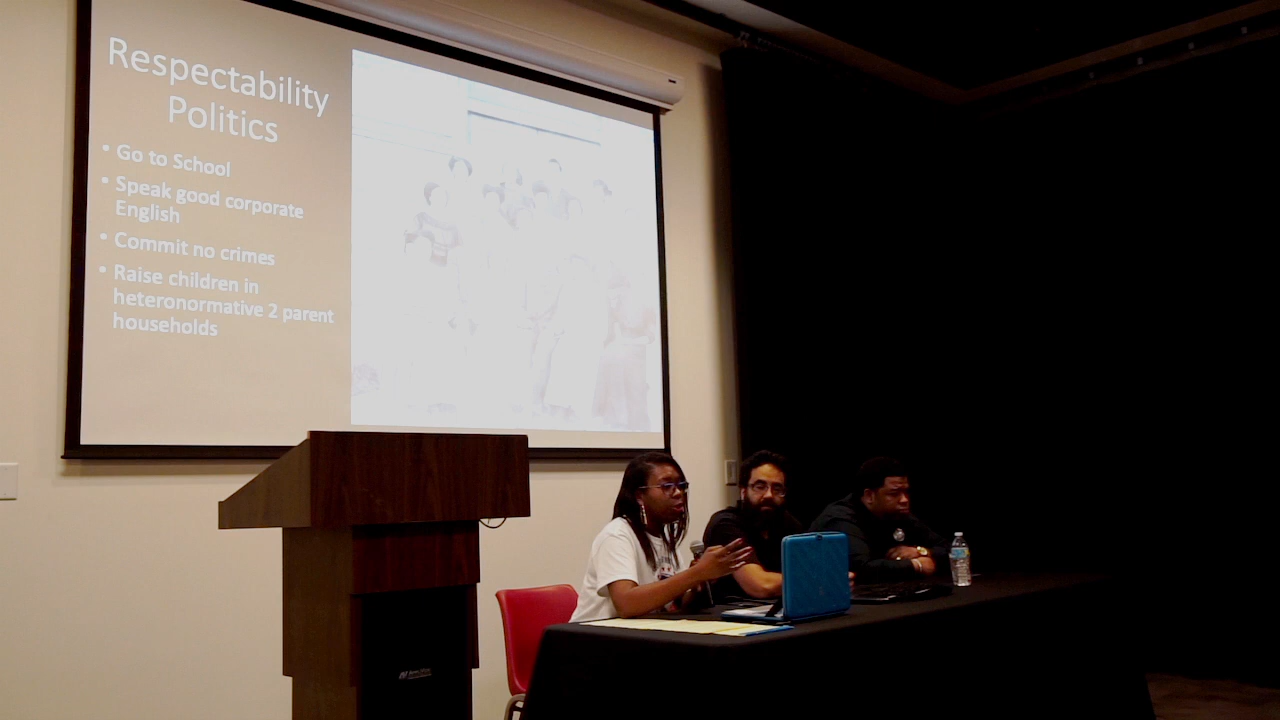 Respectability
Politics
• Go to School
• Speak good corporate
English
• Commit no crimes
• Raise children in
heteronormative 2 parent
households